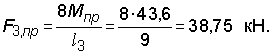 F₃,пр = 8Mпр / l₃ = 8·43,6 / 9 = 38,75 кН.